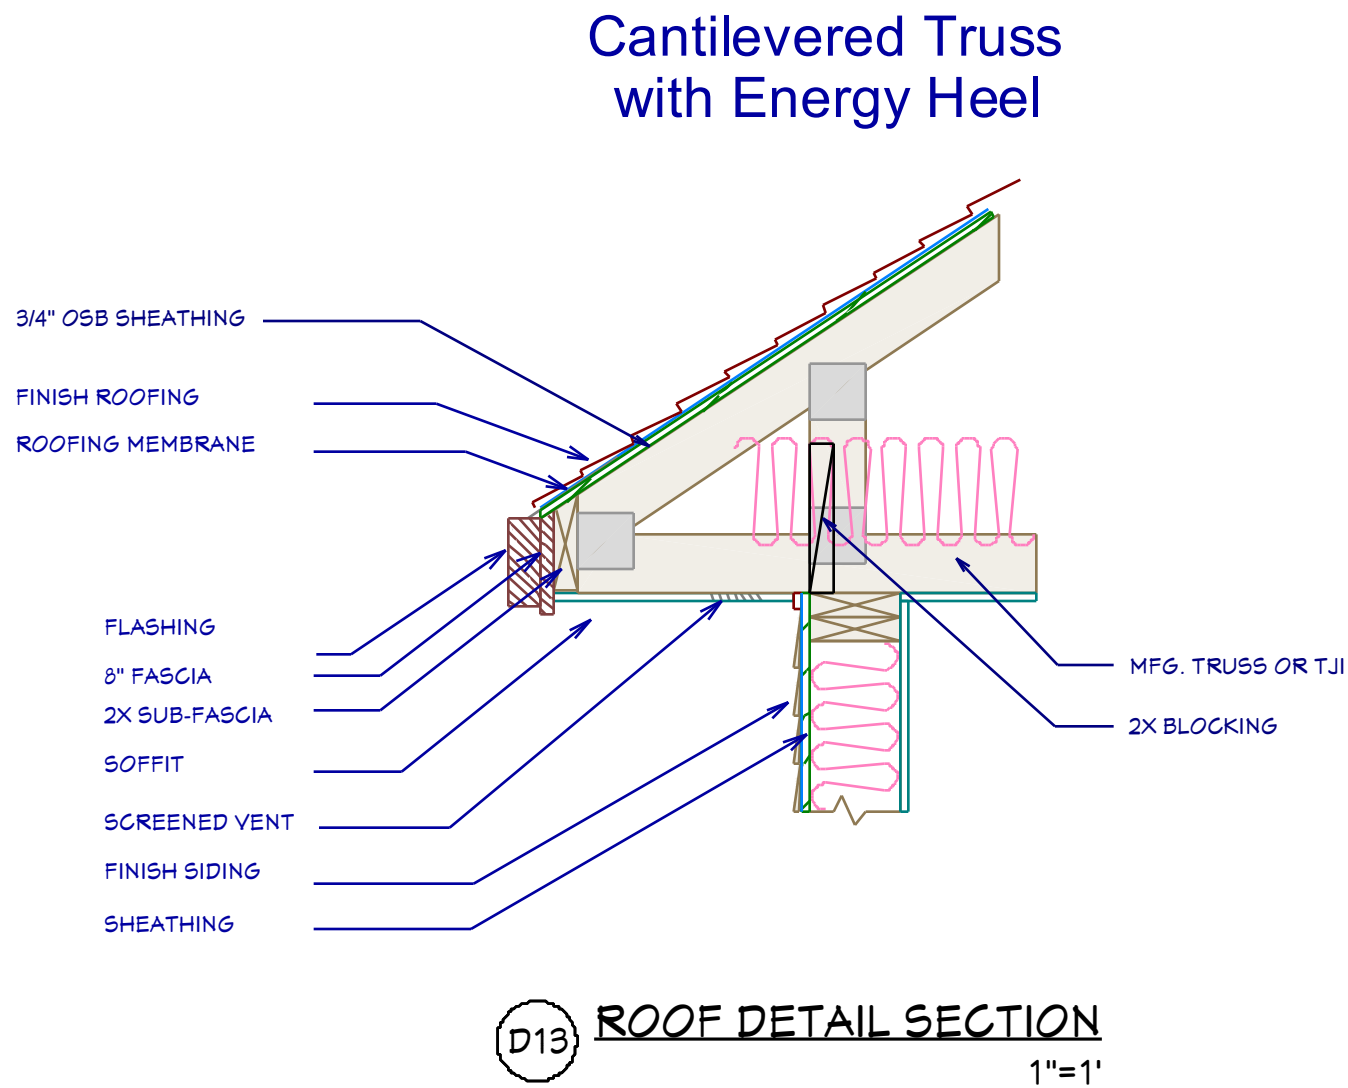 Cantilevered Truss
with Energy Heel
3/4" OSB SHEATHING
FINISH ROOFING
ROOFING MEMBRANE
FLASHING
8" FASCIA
2X SUB-FASCIA
SOFFIT
SCREENED VENT
FINISH SIDING
SHEATHING
MFG. TRUSS OR TJI
2X BLOCKING
D13
ROOF DETAIL SECTION
1"=1'